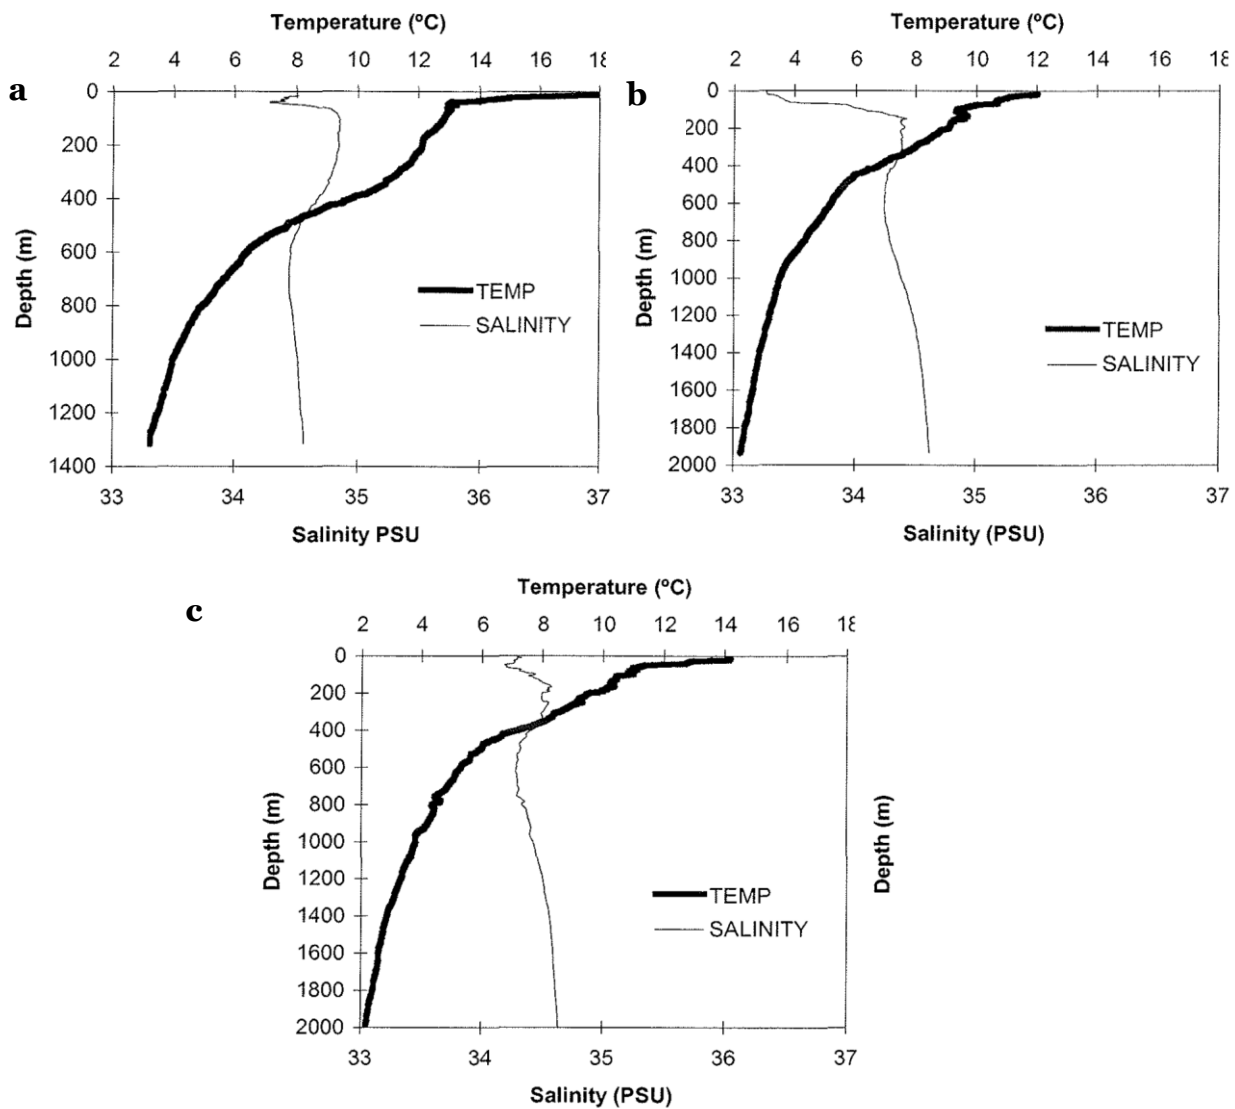 Temperature (ºC)
2 4 6 8 10 12 14 16 18
a
0
200
400
600
800
1000
1200
1400
Depth (m)
TEMP
SALINITY
33 34 35 36 37
Salinity PSU
Temperature (ºC)
2 4 6 8 10 12 14 16 18
b
0
200
400
600
800
1000
1200
1400
1600
1800
2000
Depth (m)
TEMP
SALINITY
33 34 35 36 37
Salinity (PSU)
Temperature (ºC)
c
2 4 6 8 10 12 14 16 18
0
200
400
600
800
1000
1200
1400
1600
1800
2000
Depth (m)
TEMP
SALINITY
Depth (m)
33 34 35 36 37
Salinity (PSU)